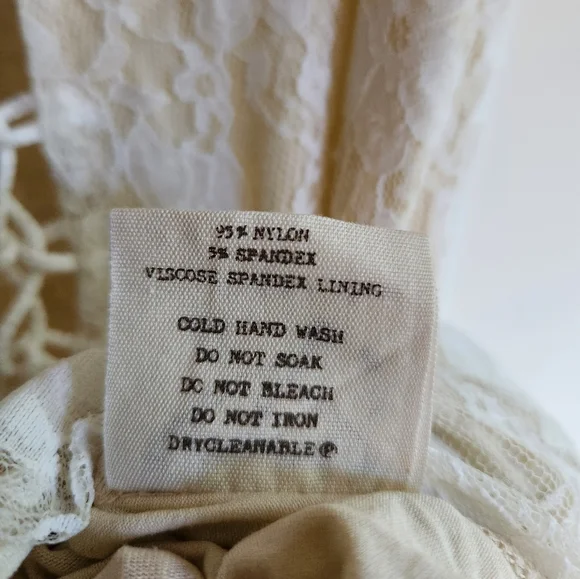 95% NYLON
5% SPANDEX
VISCOSE SPANDEX LINING
COLD HAND WASH
DO NOT SOAK
DO NOT BLEACH
DO NOT IRON
DRYCLEANABLE Ⓟ